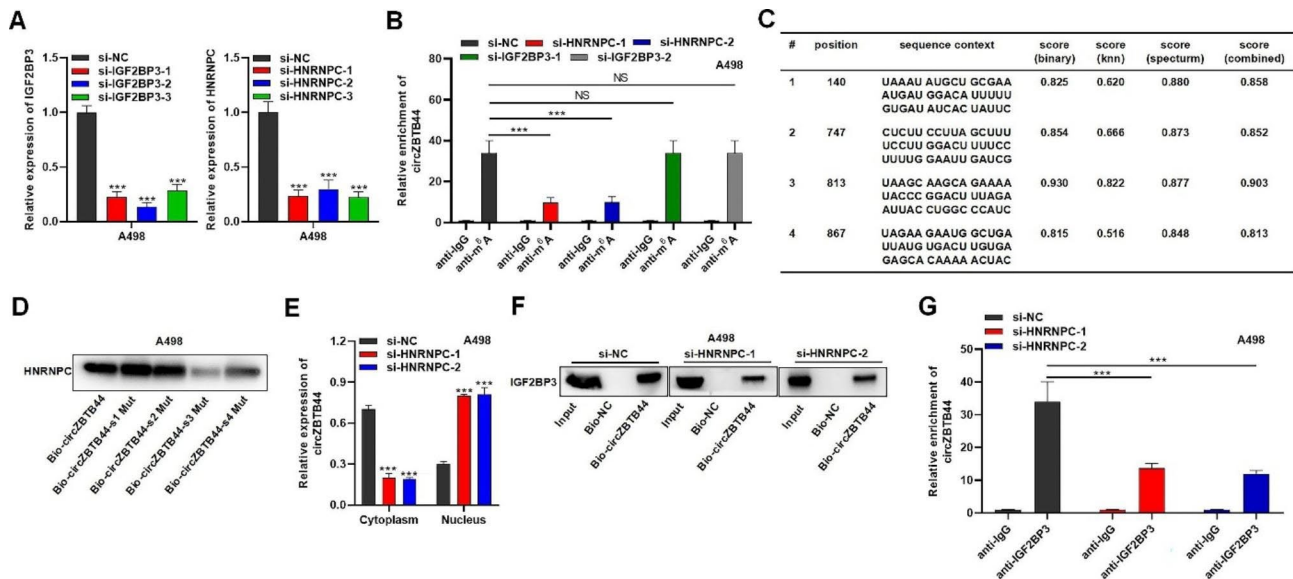 A
si-NC
si-IGF2BP3-1
si-IGF2BP3-2
si-IGF2BP3-3
Relative expression of IGF2BP3
1.5
1.0
0.5
0.0
***
***
***
A498
si-NC
si-HNRNPC-1
si-HNRNPC-2
si-HNRNPC-3
Relative expression of HNRNPC
1.5
1.0
0.5
0.0
***
***
***
A498
B
si-NC si-HNRNPC-1 si-HNRNPC-2
si-IGF2BP3-1 si-IGF2BP3-2
A498
Relative enrichment of
circZBTB44
80
60
40
20
0
NS
NS
***
***
anti-IgG
anti-m6A
anti-IgG
anti-m6A
anti-IgG
anti-m6A
anti-IgG
anti-m6A
anti-IgG
anti-m6A
C
# position sequence context score (binary) score (knn) score (specturm) score (combined)
1 140 UAAAU AUGCU GCGAA 0.825 0.620 0.880 0.858
AUGAU GGACA UUUUU
GUGAU AUCAC UAUUC
2 747 CUCUU CCUUA GCUUU 0.854 0.666 0.873 0.852
UCCUU GGACU UUUCC
UUUUG GAAUU GAUCG
3 813 UAAGC AAGCA GAAAA 0.930 0.822 0.877 0.903
UACCC GGACU UUAGA
AUUAC CUGGC CCAUC
4 867 UAGAA GAAUG GCUGA 0.815 0.516 0.848 0.813
UUAUG UGACU UGUGA
GAGCA CAAAA ACUAC
D
A498
HNRNPC
Bio-circZBTB44
Bio-circZBTB44-s1 Mut
Bio-circZBTB44-s2 Mut
Bio-circZBTB44-s3 Mut
Bio-circZBTB44-s4 Mut
E
si-NC
si-HNRNPC-1
si-HNRNPC-2
A498
Relative expression of
circZBTB44
1.2
0.9
0.6
0.3
0.0
*** ***
*** ***
Cytoplasm Nucleus
F
A498
si-NC si-HNRNPC-1 si-HNRNPC-2
IGF2BP3
Input
Bio-NC
Bio-circZBTB44
Input
Bio-NC
Bio-circZBTB44
Input
Bio-NC
Bio-circZBTB44
G
si-NC
si-HNRNPC-1
si-HNRNPC-2
A498
Relative enrichment of
circZBTB44
50
40
30
20
10
0
***
***
anti-IgG
anti-IGF2BP3
anti-IgG
anti-IGF2BP3
anti-IgG
anti-IGF2BP3